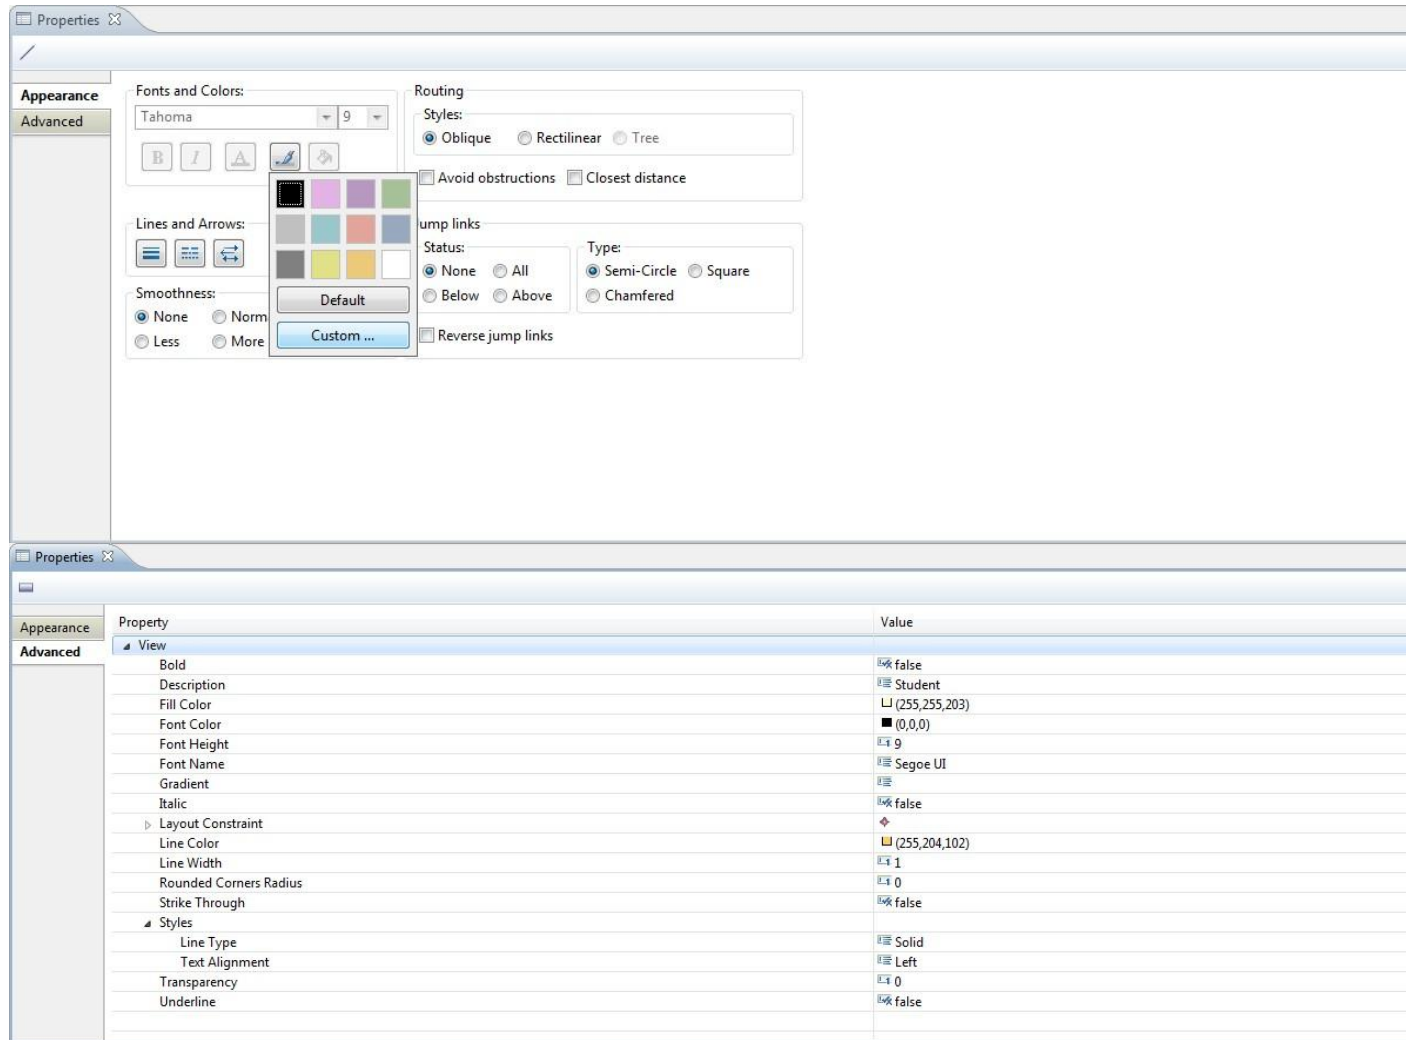 Properties
Appearance
Advanced
Fonts and Colors:
Tahoma 9
B I A
Default
Custom ...
Lines and Arrows:
Smoothness:
None Norm
Less More
Routing
Styles:
Oblique Rectilinear Tree
Avoid obstructions Closest distance
ump links
Status:
None All
Below Above
Type:
Semi-Circle Square
Chamfered
Reverse jump links
Properties
Appearance
Advanced
Property Value
View
Bold false
Description Student
Fill Color (255,255,203)
Font Color (0,0,0)
Font Height 9
Font Name Segoe UI
Gradient
Italic false
Layout Constraint
Line Color (255,204,102)
Line Width 1
Rounded Corners Radius 0
Strike Through false
Styles
Line Type Solid
Text Alignment Left
Transparency 0
Underline false